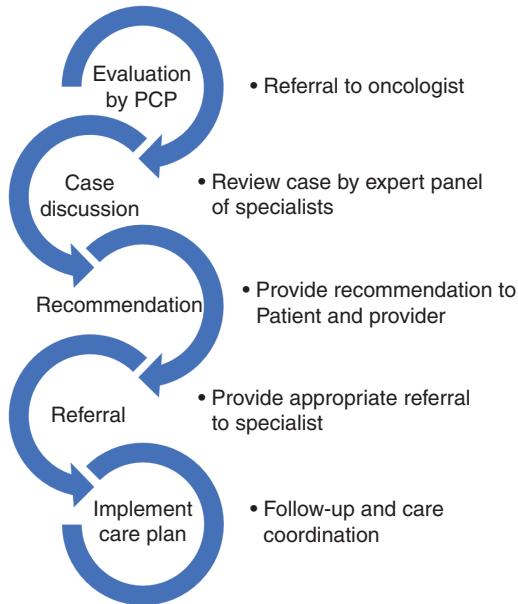 Evaluation
by PCP
• Referral to oncologist
Case
discussion
• Review case by expert panel
of specialists
Recommendation
• Provide recommendation to
Patient and provider
Referral
• Provide appropriate referral
to specialist
Implement
care plan
• Follow-up and care
coordination